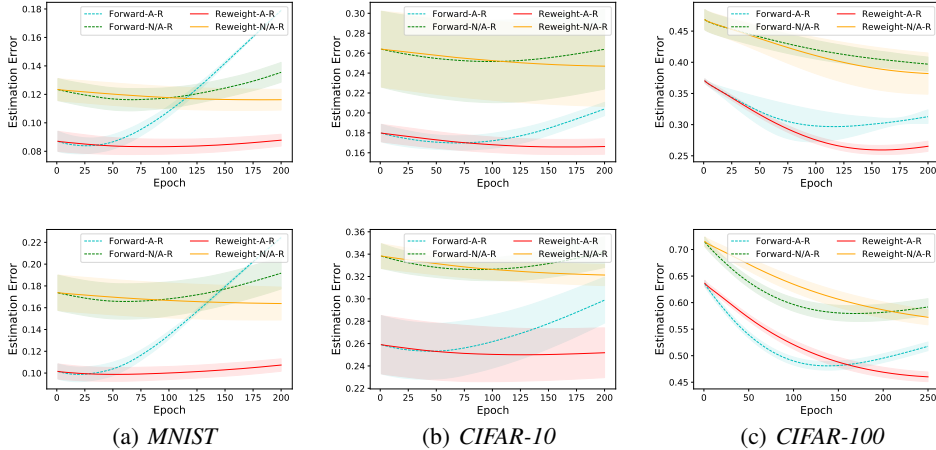 0.18
0.16
0.14
0.12
0.10
0.08
Estimation Error
0 25 50 75 100 125 150 175 200
Epoch
Forward-A-R Reweight-A-R
Forward-N/A-R Reweight-N/A-R
0.30
0.28
0.26
0.24
0.22
0.20
0.18
0.16
Estimation Error
0 25 50 75 100 125 150 175 200
Epoch
Forward-A-R Reweight-A-R
Forward-N/A-R Reweight-N/A-R
0.45
0.40
0.35
0.30
0.25
Estimation Error
0 25 50 75 100 125 150 175 200 225 250
Epoch
Forward-A-R Reweight-A-R
Forward-N/A-R Reweight-N/A-R
0.22
0.20
0.18
0.16
0.14
0.12
0.10
Estimation Error
0 25 50 75 100 125 150 175 200
Epoch
Forward-A-R Reweight-A-R
Forward-N/A-R Reweight-N/A-R
0.36
0.34
0.32
0.30
0.28
0.26
0.24
0.22
Estimation Error
0 25 50 75 100 125 150 175 200
Epoch
Forward-A-R Reweight-A-R
Forward-N/A-R Reweight-N/A-R
0.70
0.65
0.60
0.55
0.50
0.45
Estimation Error
0 50 100 150 200 250
Epoch
Forward-A-R Reweight-A-R
Forward-N/A-R Reweight-N/A-R
(a) MNIST
(b) CIFAR-10
(c) CIFAR-100